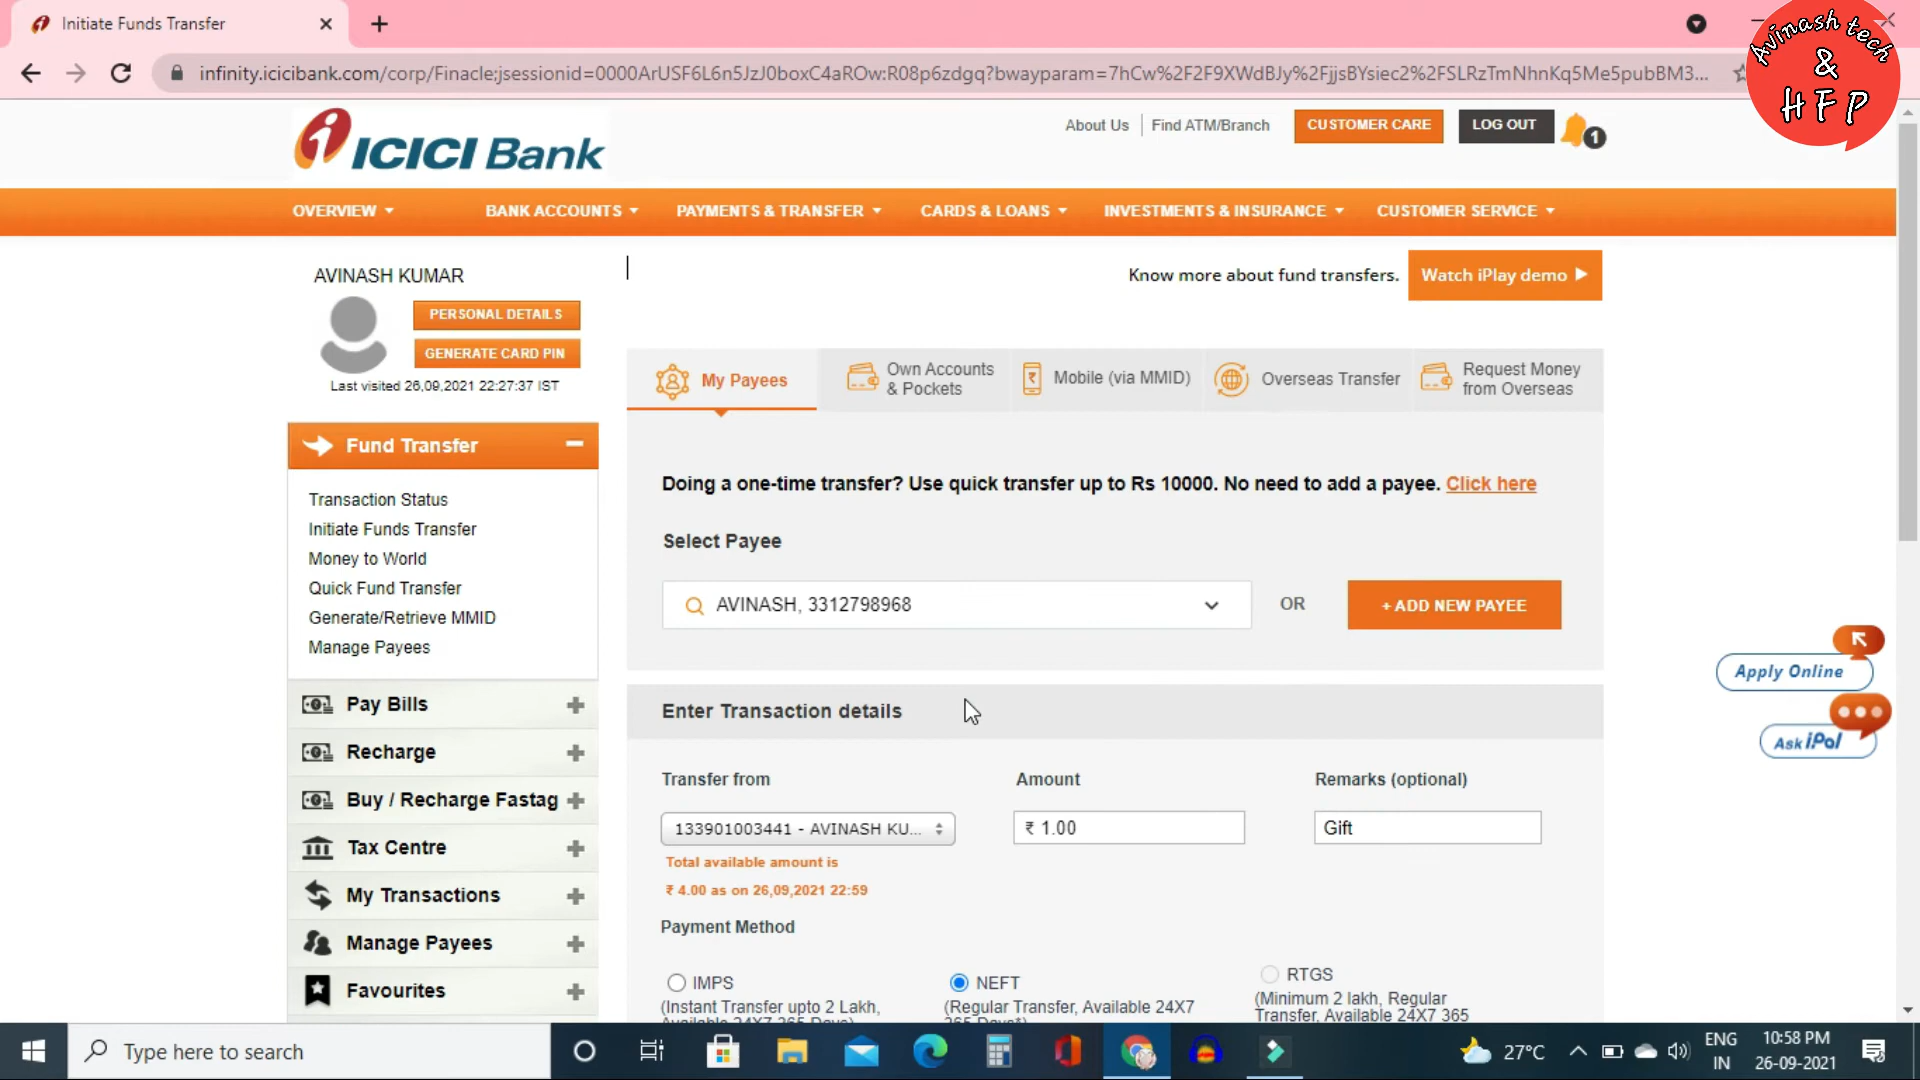 Initiate Funds Transfer
infinity.icicibank.com/corp/Finacle;jsessionid=0000ArUSF6L6n5JzJ0boxC4aROw:R08p6zdgq?bwayparam=7hCw%2F2F9XWdBJy%2FjjsBYsiec2%2FSLRzTmNhnKq5Me5pubBM3...
Avinash tech
&
HFP
ICICI Bank
About Us
Find ATM/Branch
CUSTOMER CARE
LOG OUT
1
OVERVIEW
BANK ACCOUNTS
PAYMENTS & TRANSFER
CARDS & LOANS
INVESTMENTS & INSURANCE
CUSTOMER SERVICE
AVINASH KUMAR
PERSONAL DETAILS
GENERATE CARD PIN
Last visited 26,09,2021 22:27:37 IST
Know more about fund transfers.
Watch iPlay demo
Fund Transfer
Transaction Status
Initiate Funds Transfer
Money to World
Quick Fund Transfer
Generate/Retrieve MMID
Manage Payees
Pay Bills
Recharge
Buy / Recharge Fastag
Tax Centre
My Transactions
Manage Payees
Favourites
My Payees
Own Accounts
& Pockets
Mobile (via MMID)
Overseas Transfer
Request Money
from Overseas
Doing a one-time transfer? Use quick transfer up to Rs 10000. No need to add a payee. Click here
Select Payee
AVINASH, 3312798968
OR
+ ADD NEW PAYEE
Enter Transaction details
Transfer from
Amount
Remarks (optional)
133901003441 - AVINASH KU...
₹ 1.00
Gift
Total available amount is
₹ 4.00 as on 26,09,2021 22:59
Payment Method
IMPS
(Instant Transfer upto 2 Lakh,
Available 24X7 365 Days)
NEFT
(Regular Transfer, Available 24X7
365 Days*)
RTGS
(Minimum 2 lakh, Regular
Transfer, Available 24X7 365
Apply Online
Ask iPal
Type here to search
27°C
ENG
IN
10:58 PM
26-09-2021